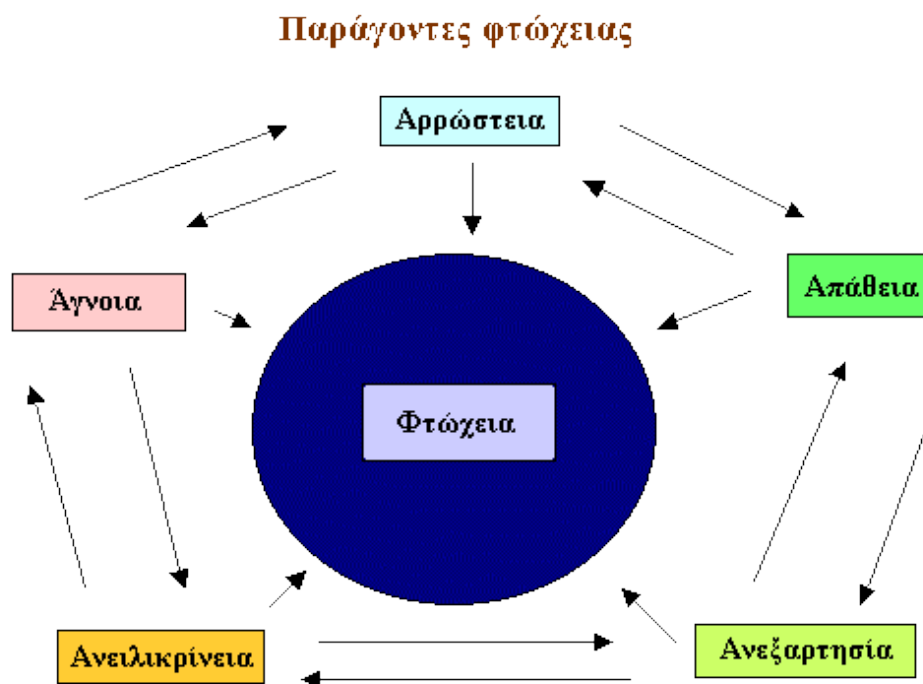 Παράγοντες φτώχειας
Αρρώστεια
Άγνοια
Απάθεια
Φτώχεια
Ανειλικρίνεια
Ανεξαρτησία